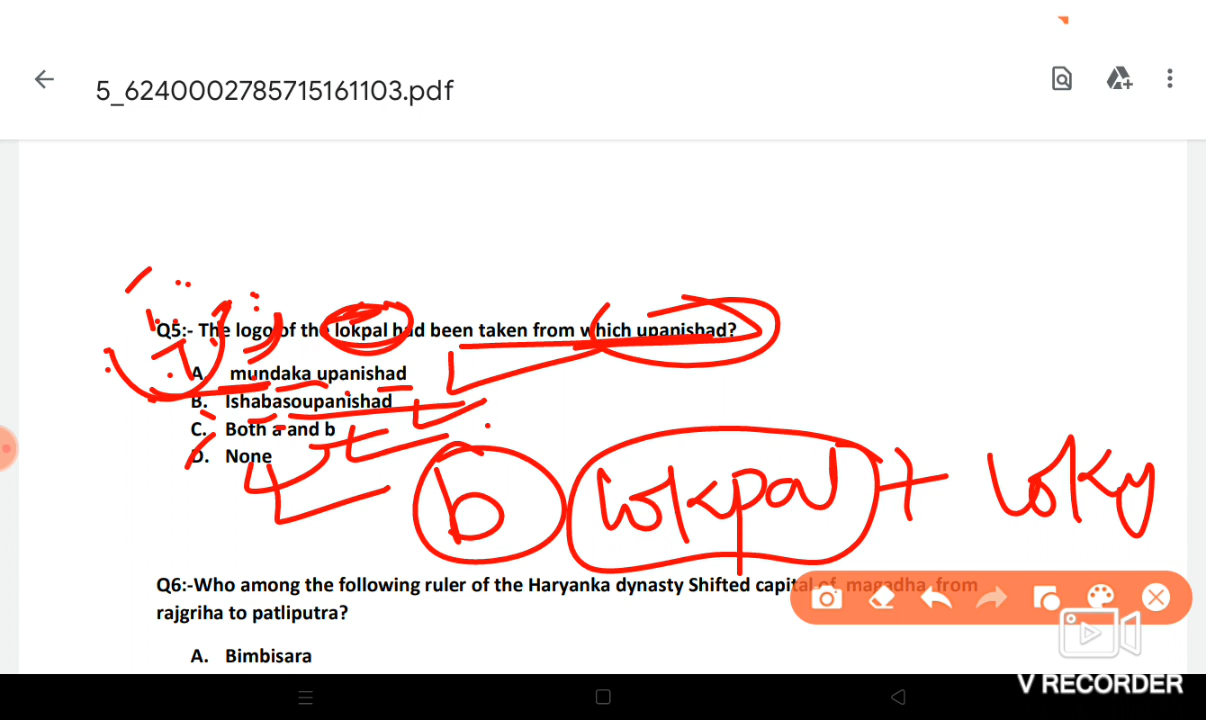 5_6240002785715161103.pdf
Q5:- The logo of the lokpal had been taken from which upanishad?
A. mundaka upanishad
B. Ishabasoupanishad
C. Both a and b
D. None
b lokpal + loky
Q6:-Who among the following ruler of the Haryanka dynasty Shifted capital of magadha from
rajgriha to patliputra?
A. Bimbisara
V RECORDER